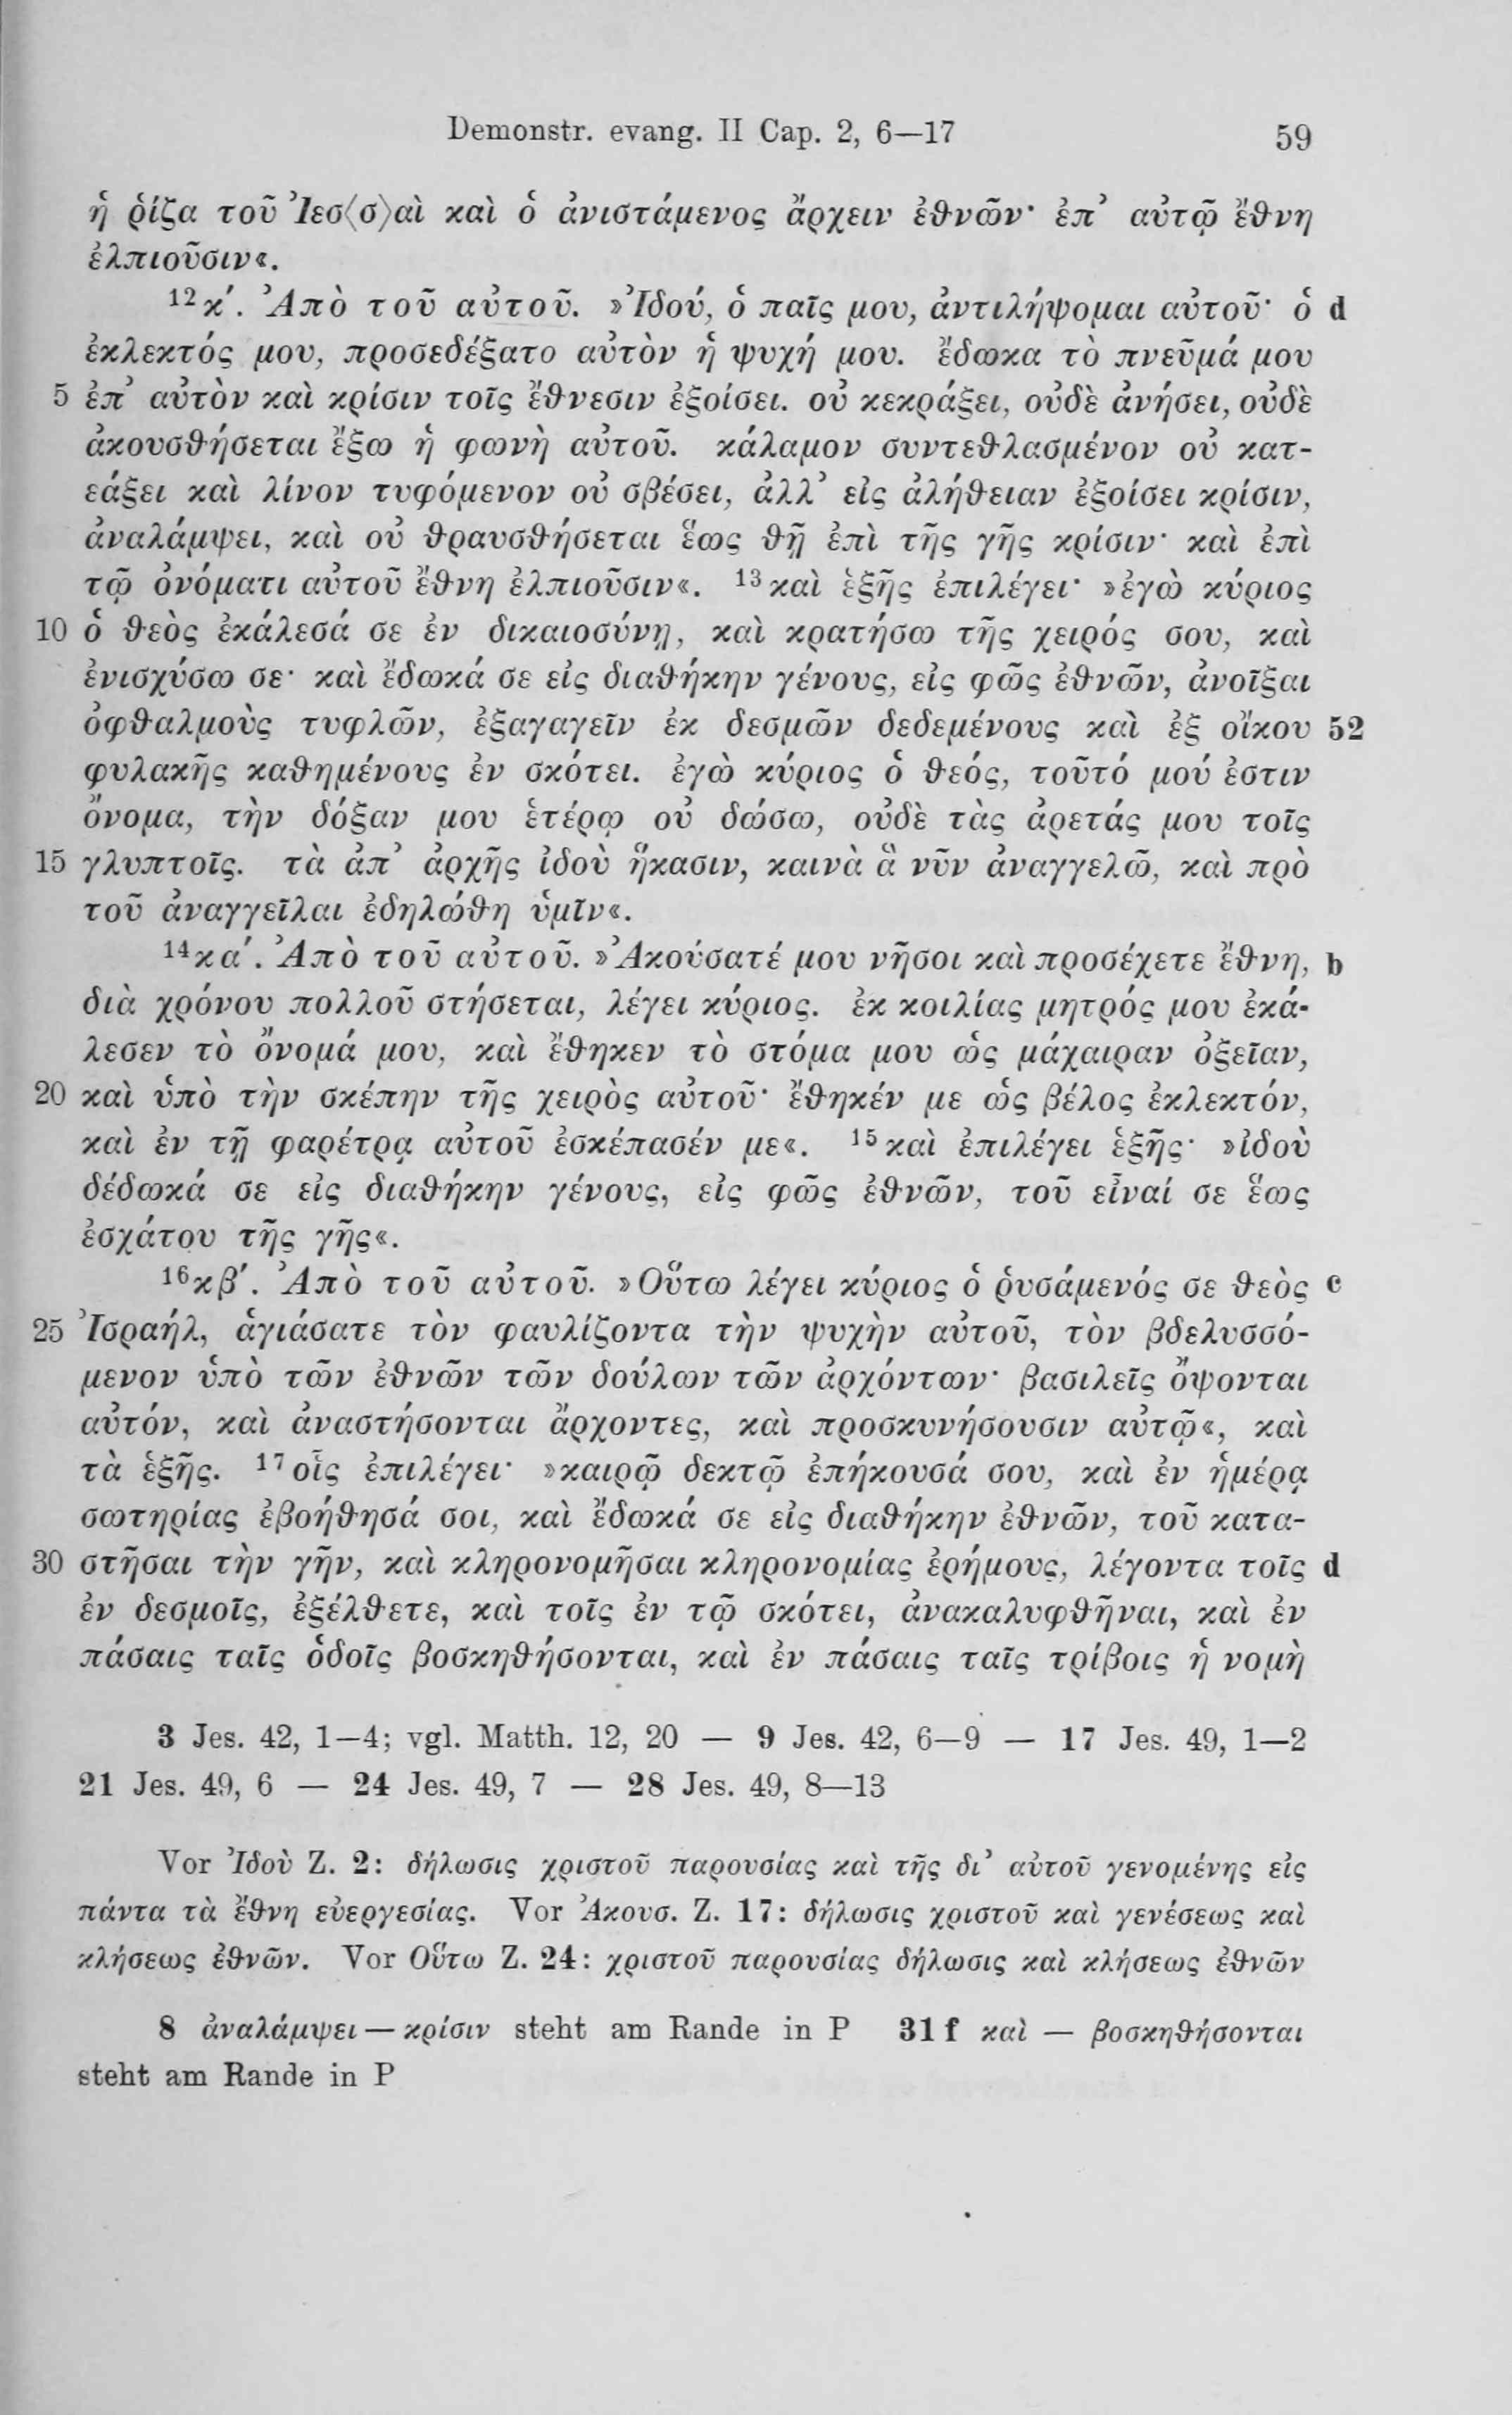 Demonstr. evang. II Cap. 2, 6—17 59
ἡ ῥίζα τοῦ Ἰεσ⟨σ⟩αὶ καὶ ὁ ἀνιστάμενος ἄρχειν ἐθνῶν· ἐπ’ αὐτῷ ἔθνη
ἐλπιοῦσιν«.
¹²κ′. Ἀπὸ τοῦ αὐτοῦ. »Ἰδού, ὁ παῖς μου, ἀντιλήψομαι αὐτοῦ· ὁ d
ἐκλεκτός μου, προσεδέξατο αὐτὸν ἡ ψυχή μου. ἔδωκα τὸ πνεῦμά μου
5 ἐπ’ αὐτὸν καὶ κρίσιν τοῖς ἔθνεσιν ἐξοίσει. οὐ κεκράξει, οὐδὲ ἀνήσει, οὐδὲ
ἀκουσθήσεται ἔξω ἡ φωνὴ αὐτοῦ. κάλαμον συντεθλασμένον οὐ κατ-
εάξει καὶ λίνον τυφόμενον οὐ σβέσει, ἀλλ’ εἰς ἀλήθειαν ἐξοίσει κρίσιν,
ἀναλάμψει, καὶ οὐ θραυσθήσεται ἕως θῇ ἐπὶ τῆς γῆς κρίσιν· καὶ ἐπὶ
τῷ ὀνόματι αὐτοῦ ἔθνη ἐλπιοῦσιν«. ¹³καὶ ἑξῆς ἐπιλέγει· »ἐγὼ κύριος
10 ὁ θεὸς ἐκάλεσά σε ἐν δικαιοσύνῃ, καὶ κρατήσω τῆς χειρός σου, καὶ
ἐνισχύσω σε· καὶ ἔδωκά σε εἰς διαθήκην γένους, εἰς φῶς ἐθνῶν, ἀνοῖξαι
ὀφθαλμοὺς τυφλῶν, ἐξαγαγεῖν ἐκ δεσμῶν δεδεμένους καὶ ἐξ οἴκου 52
φυλακῆς καθημένους ἐν σκότει. ἐγὼ κύριος ὁ θεός, τοῦτό μού ἐστιν
ὄνομα, τὴν δόξαν μου ἑτέρῳ οὐ δώσω, οὐδὲ τὰς ἀρετάς μου τοῖς
15 γλυπτοῖς. τὰ ἀπ’ ἀρχῆς ἰδοὺ ἥκασιν, καινὰ ἃ νῦν ἀναγγελῶ, καὶ πρὸ
τοῦ ἀναγγεῖλαι ἐδηλώθη ὑμῖν«.
¹⁴κα′. Ἀπὸ τοῦ αὐτοῦ. »Ἀκούσατέ μου νῆσοι καὶ προσέχετε ἔθνη, b
διὰ χρόνου πολλοῦ στήσεται, λέγει κύριος. ἐκ κοιλίας μητρός μου ἐκά-
λεσεν τὸ ὄνομά μου, καὶ ἔθηκεν τὸ στόμα μου ὡς μάχαιραν ὀξεῖαν,
20 καὶ ὑπὸ τὴν σκέπην τῆς χειρὸς αὐτοῦ· ἔθηκέν με ὡς βέλος ἐκλεκτόν,
καὶ ἐν τῇ φαρέτρᾳ αὐτοῦ ἐσκέπασέν με«. ¹⁵καὶ ἐπιλέγει ἑξῆς· »ἰδοὺ
δέδωκά σε εἰς διαθήκην γένους, εἰς φῶς ἐθνῶν, τοῦ εἶναί σε ἕως
ἐσχάτου τῆς γῆς«.
¹⁶κβ′. Ἀπὸ τοῦ αὐτοῦ. »Οὕτω λέγει κύριος ὁ ῥυσάμενός σε θεὸς c
25 Ἰσραήλ, ἁγιάσατε τὸν φαυλίζοντα τὴν ψυχὴν αὐτοῦ, τὸν βδελυσσό-
μενον ὑπὸ τῶν ἐθνῶν τῶν δούλων τῶν ἀρχόντων· βασιλεῖς ὄψονται
αὐτόν, καὶ ἀναστήσονται ἄρχοντες, καὶ προσκυνήσουσιν αὐτῷ«, καὶ
τὰ ἑξῆς. ¹⁷οἷς ἐπιλέγει· »καιρῷ δεκτῷ ἐπήκουσά σου, καὶ ἐν ἡμέρᾳ
σωτηρίας ἐβοήθησά σοι, καὶ ἔδωκά σε εἰς διαθήκην ἐθνῶν, τοῦ κατα-
30 στῆσαι τὴν γῆν, καὶ κληρονομῆσαι κληρονομίας ἐρήμους, λέγοντα τοῖς d
ἐν δεσμοῖς, ἐξέλθετε, καὶ τοῖς ἐν τῷ σκότει, ἀνακαλυφθῆναι, καὶ ἐν
πάσαις ταῖς ὁδοῖς βοσκηθήσονται, καὶ ἐν πάσαις ταῖς τρίβοις ἡ νομὴ
3 Jes. 42, 1—4; vgl. Matth. 12, 20 — 9 Jes. 42, 6—9 — 17 Jes. 49, 1—2
21 Jes. 49, 6 — 24 Jes. 49, 7 — 28 Jes. 49, 8—13
Vor Ἰδοὺ Z. 2: δήλωσις χριστοῦ παρουσίας καὶ τῆς δι’ αὐτοῦ γενομένης εἰς
πάντα τὰ ἔθνη εὐεργεσίας. Vor Ἀκουσ. Z. 17: δήλωσις χριστοῦ καὶ γενέσεως καὶ
κλήσεως ἐθνῶν. Vor Οὕτω Z. 24: χριστοῦ παρουσίας δήλωσις καὶ κλήσεως ἐθνῶν
8 ἀναλάμψει — κρίσιν steht am Rande in P 31 f καὶ — βοσκηθήσονται
steht am Rande in P